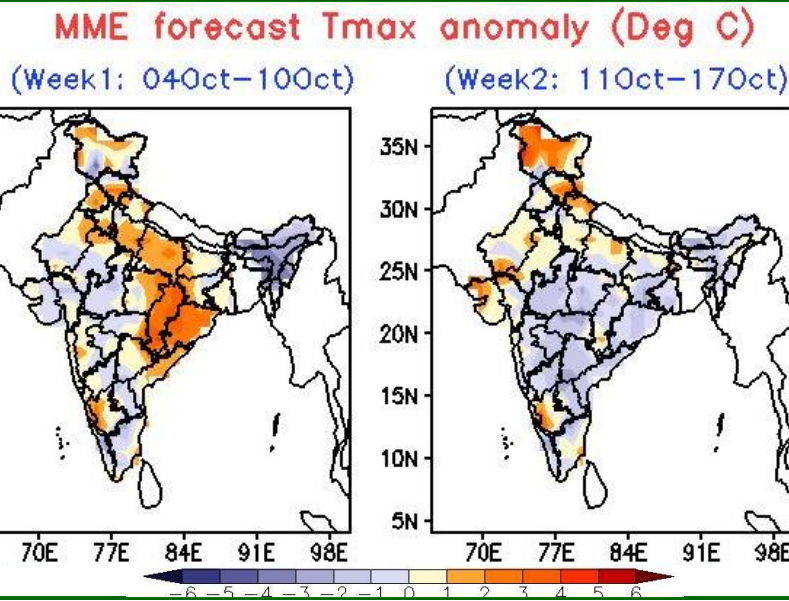 MME forecast Tmax anomaly (Deg C)
(Week1: 04Oct-10Oct)
(Week2: 11Oct-17Oct)
35N
30N
25N
20N
15N
10N
5N
70E 77E 84E 91E 98E
70E 77E 84E 91E 98E
-6 -5 -4 -3 -2 -1 0 1 2 3 4 5 6